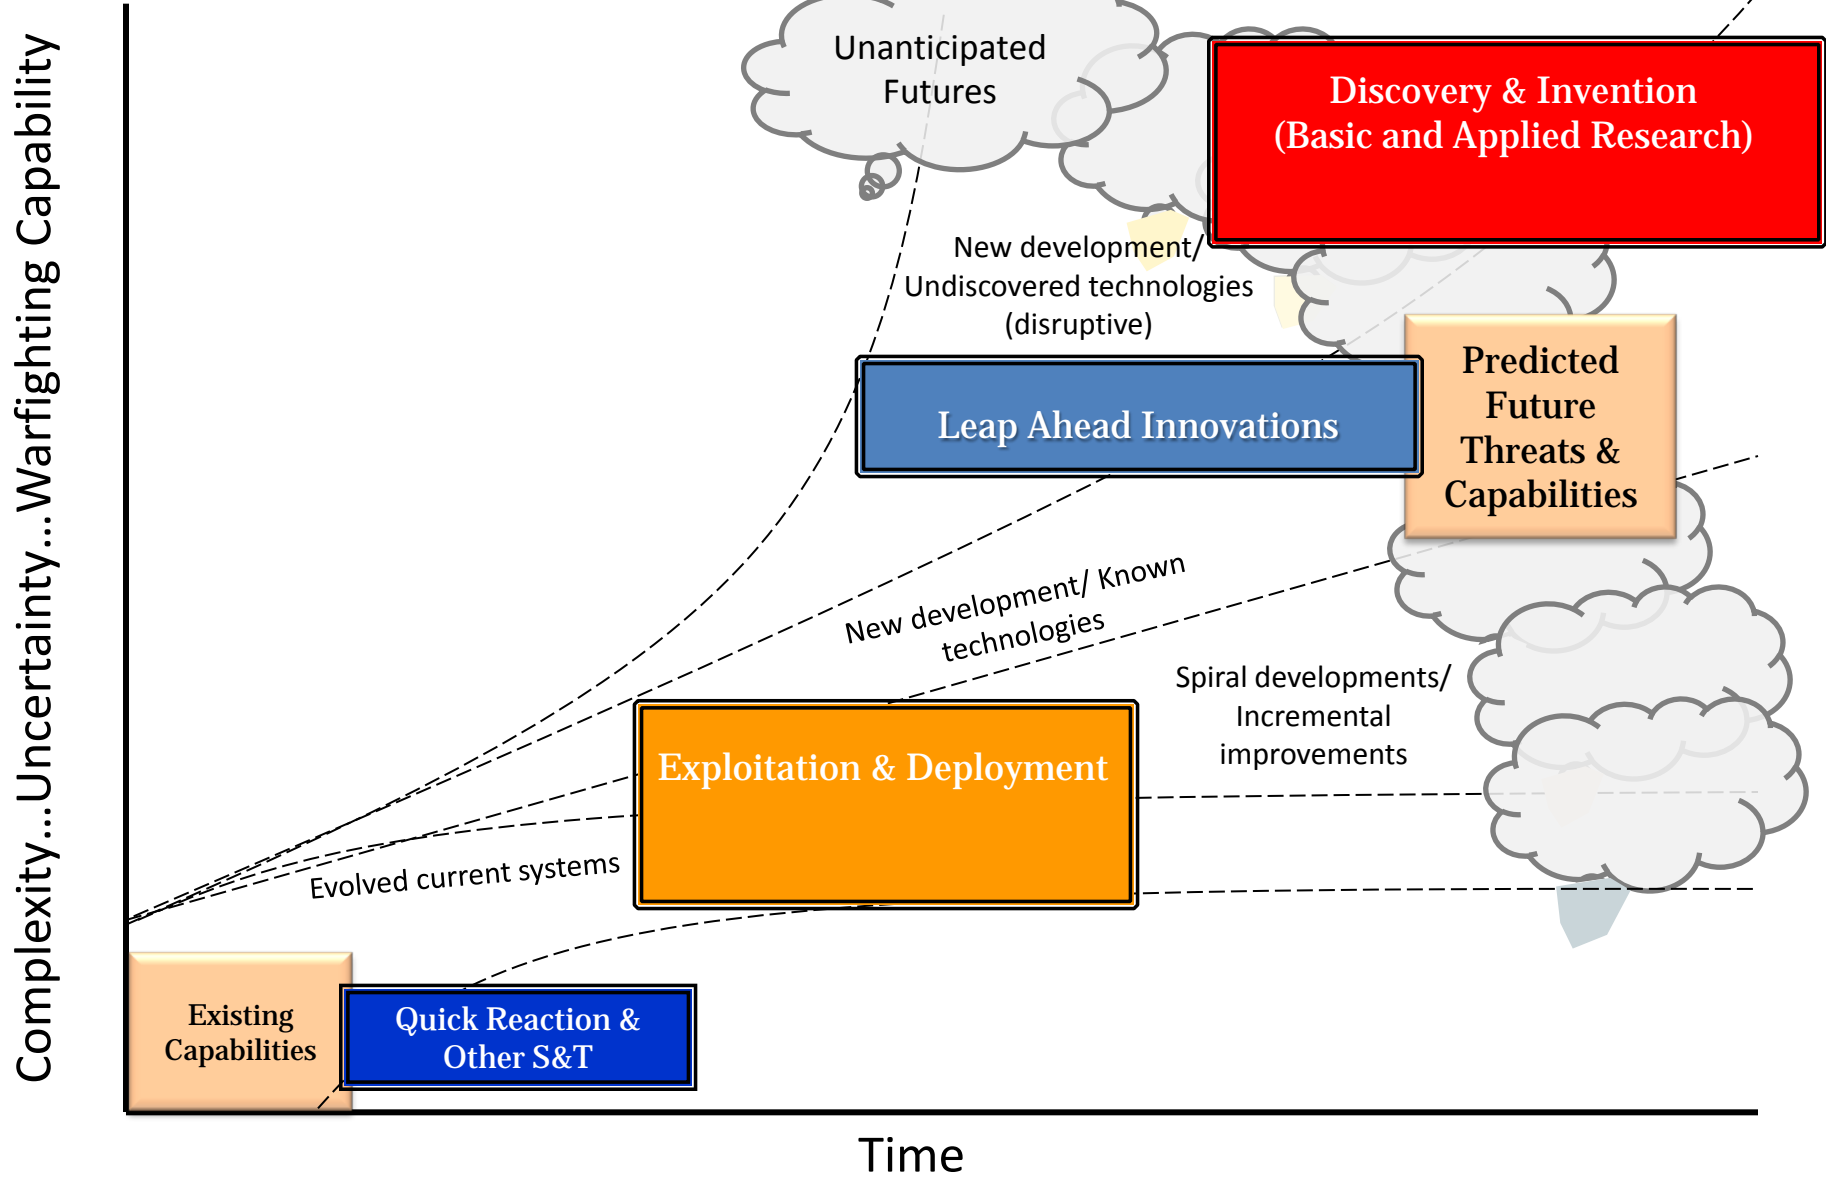 Complexity…Uncertainty…Warfighting Capability
Unanticipated
Futures
Discovery & Invention
(Basic and Applied Research)
New development/
Undiscovered technologies
(disruptive)
Predicted
Future
Threats &
Capabilities
Leap Ahead Innovations
New development/ Known
technologies
Spiral developments/
Incremental
improvements
Exploitation & Deployment
Evolved current systems
Existing
Capabilities
Quick Reaction &
Other S&T
Time